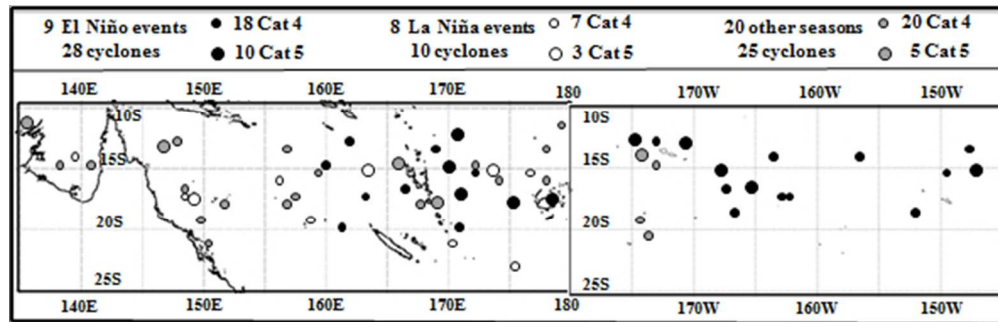 9 El Niño events 18 Cat 4 8 La Niña events 7 Cat 4 20 other seasons 20 Cat 4
28 cyclones 10 Cat 5 10 cyclones 3 Cat 5 25 cyclones 5 Cat 5
140E 150E 160E 170E 180 170W 160W 150W
10S 10S
15S 15S
20S 20S
25S 25S
140E 150E 160E 170E 180 170W 160W 150W